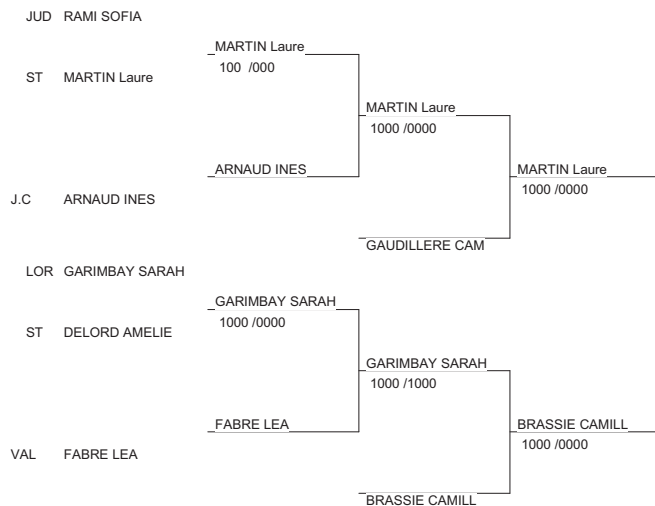 JUD RAMI SOFIA
MARTIN Laure
100 /000
ST MARTIN Laure
MARTIN Laure
1000 /0000
ARNAUD INES
MARTIN Laure
1000 /0000
J.C ARNAUD INES
GAUDILLERE CAM
LOR GARIMBAY SARAH
GARIMBAY SARAH
1000 /0000
ST DELORD AMELIE
GARIMBAY SARAH
1000 /1000
FABRE LEA
BRASSIE CAMILL
1000 /0000
VAL FABRE LEA
BRASSIE CAMILL